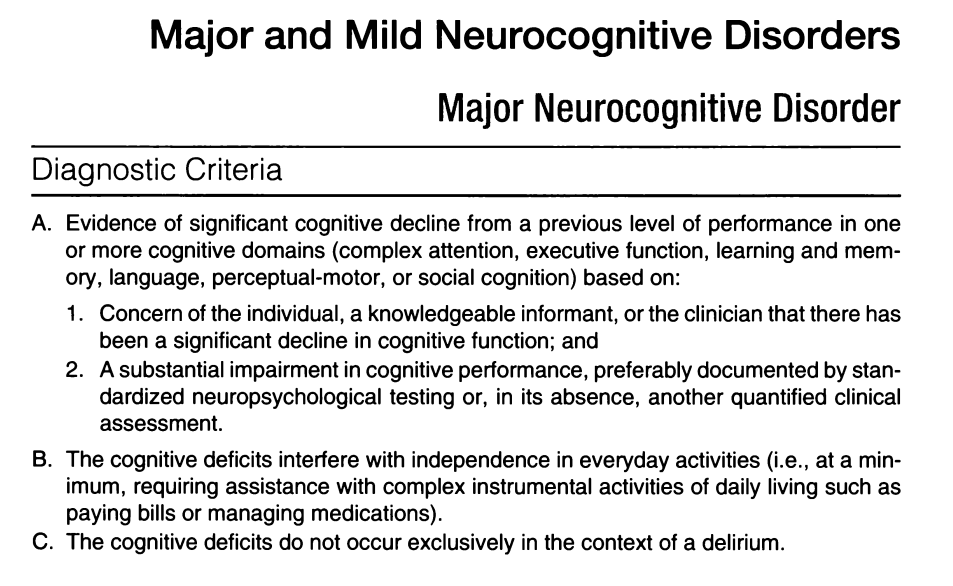 Major and Mild Neurocognitive Disorders
Major Neurocognitive Disorder
Diagnostic Criteria
A. Evidence of significant cognitive decline from a previous level of performance in one
or more cognitive domains (complex attention, executive function, learning and mem-
ory, language, perceptual-motor, or social cognition) based on:
1. Concern of the individual, a knowledgeable informant, or the clinician that there has
been a significant decline in cognitive function; and
2. A substantial impairment in cognitive performance, preferably documented by stan-
dardized neuropsychological testing or, in its absence, another quantified clinical
assessment.
B. The cognitive deficits interfere with independence in everyday activities (i.e., at a min-
imum, requiring assistance with complex instrumental activities of daily living such as
paying bills or managing medications).
C. The cognitive deficits do not occur exclusively in the context of a delirium.